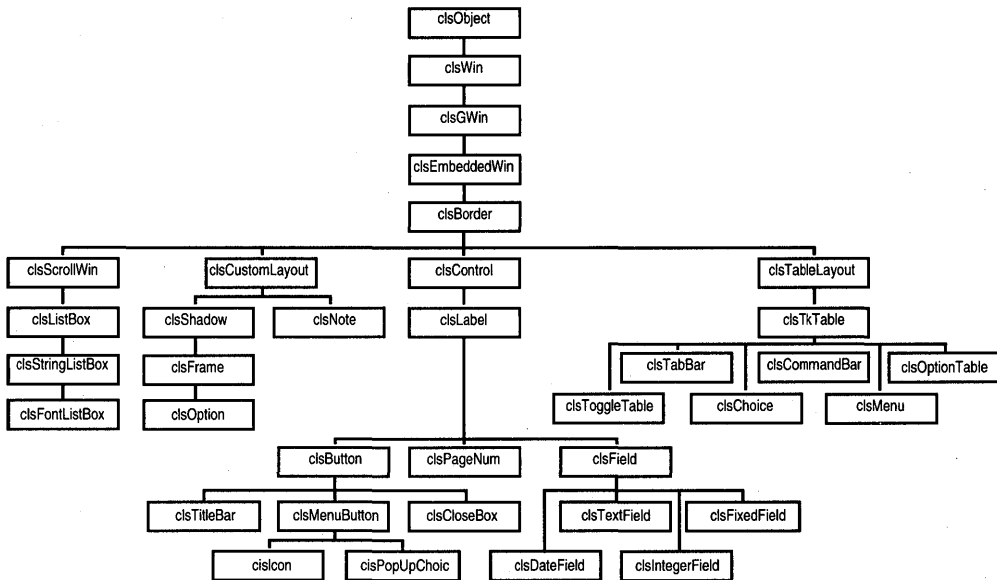 clsObject
clsWin
clsGWin
clsEmbeddedWin
clsBorder
clsScrollWin
clsCustomLayout
clsControl
clsTableLayout
clsListBox
clsShadow
clsNote
clsLabel
clsTkTable
clsStringListBox
clsFrame
clsTabBar
clsCommandBar
clsOptionTable
clsFontListBox
clsOption
clsToggleTable
clsChoice
clsMenu
clsButton
clsPageNum
clsField
clsTitleBar
clsMenuButton
clsCloseBox
clsTextField
clsFixedField
cisIcon
clsPopUpChoic
clsDateField
clsIntegerField